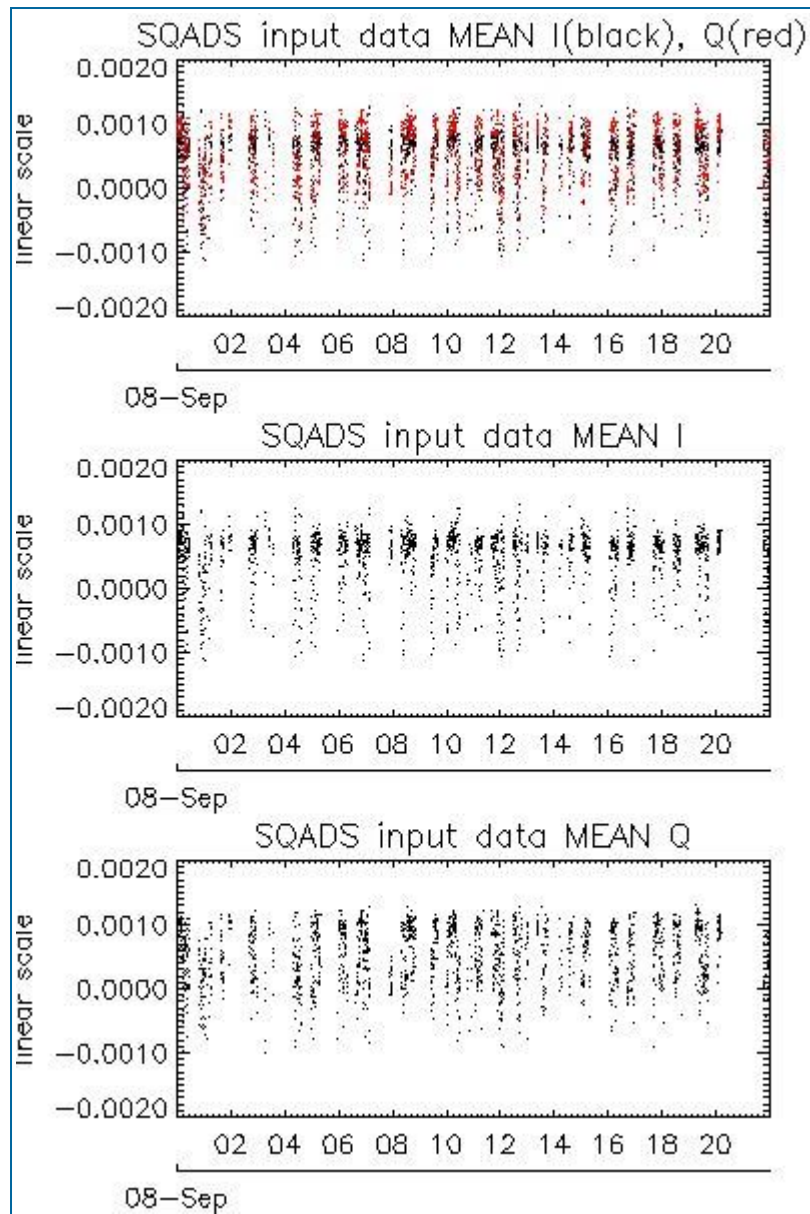 SQADS input data MEAN I(black), Q(red)
0.0020
0.0010
0.0000
-0.0010
-0.0020
linear scale
02 04 06 08 10 12 14 16 18 20
08-Sep
SQADS input data MEAN I
0.0020
0.0010
0.0000
-0.0010
-0.0020
linear scale
02 04 06 08 10 12 14 16 18 20
08-Sep
SQADS input data MEAN Q
0.0020
0.0010
0.0000
-0.0010
-0.0020
linear scale
02 04 06 08 10 12 14 16 18 20
08-Sep